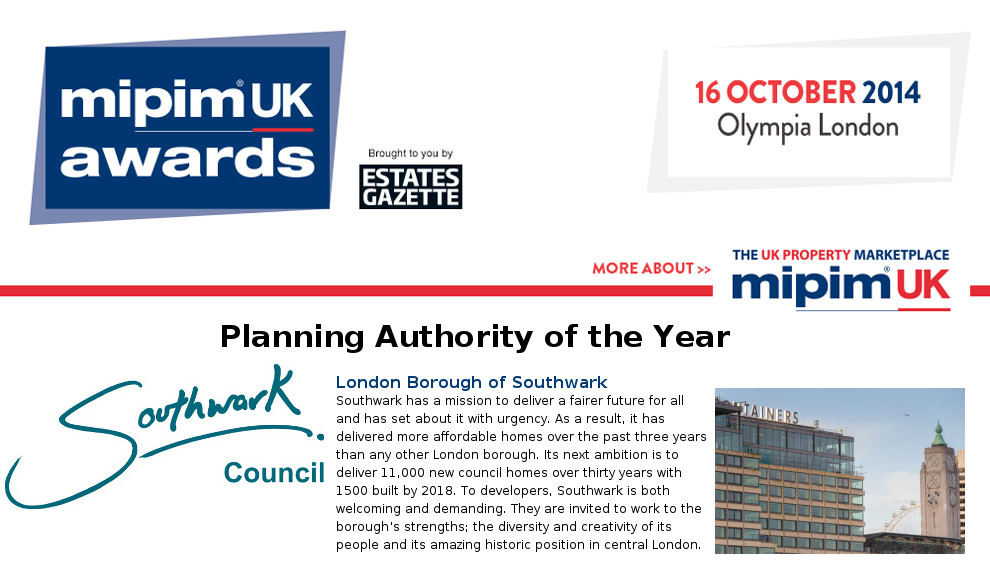 mipim® UK
awards
Brought to you by
ESTATES
GAZETTE
16 OCTOBER 2014
Olympia London
MORE ABOUT >>
THE UK PROPERTY MARKETPLACE
mipim® UK
Planning Authority of the Year
Southwark
Council
London Borough of Southwark
Southwark has a mission to deliver a fairer future for all
and has set about it with urgency. As a result, it has
delivered more affordable homes over the past three years
than any other London borough. Its next ambition is to
deliver 11,000 new council homes over thirty years with
1500 built by 2018. To developers, Southwark is both
welcoming and demanding. They are invited to work to the
borough's strengths; the diversity and creativity of its
people and its amazing historic position in central London.